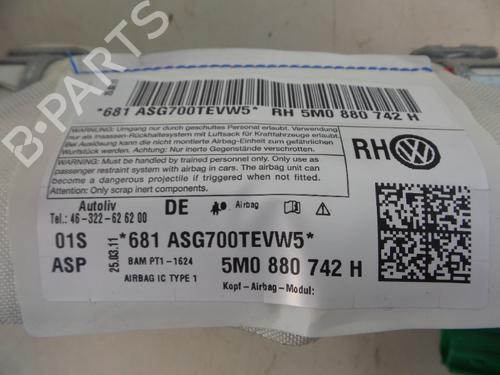 B-PARTS
*681 ASG700TEVW5* RH 5M0 880 742 H
WARNUNG: Umgang nur durch geschultes Personal erlaubt. Nur
als Insassen-Rückhaltesystem mit Luftsack für Kraftfahrzeuge erlaubt.
Bei Auslösung kann die nicht montierte Airbag-Einheit zum gefährlichen
Wurfstück werden. Achtung: Nur inerte Gegenstände verschrotten.
WARNING: Must be handled by trained personnel only. Only use as
passenger restraint system with airbag in cars. The airbag unit can
become a dangerous projectile if triggered when not fitted.
Attention: Only scrap inert components.
RH
Autoliv
Tel.: 46-322-62 62 00
DE
Airbag
01S *681 ASG700TEVW5*
ASP
25.03.11
BAM PT1-1624
AIRBAG IC TYPE 1
5M0 880 742 H
Kopf-Airbag-Modul: